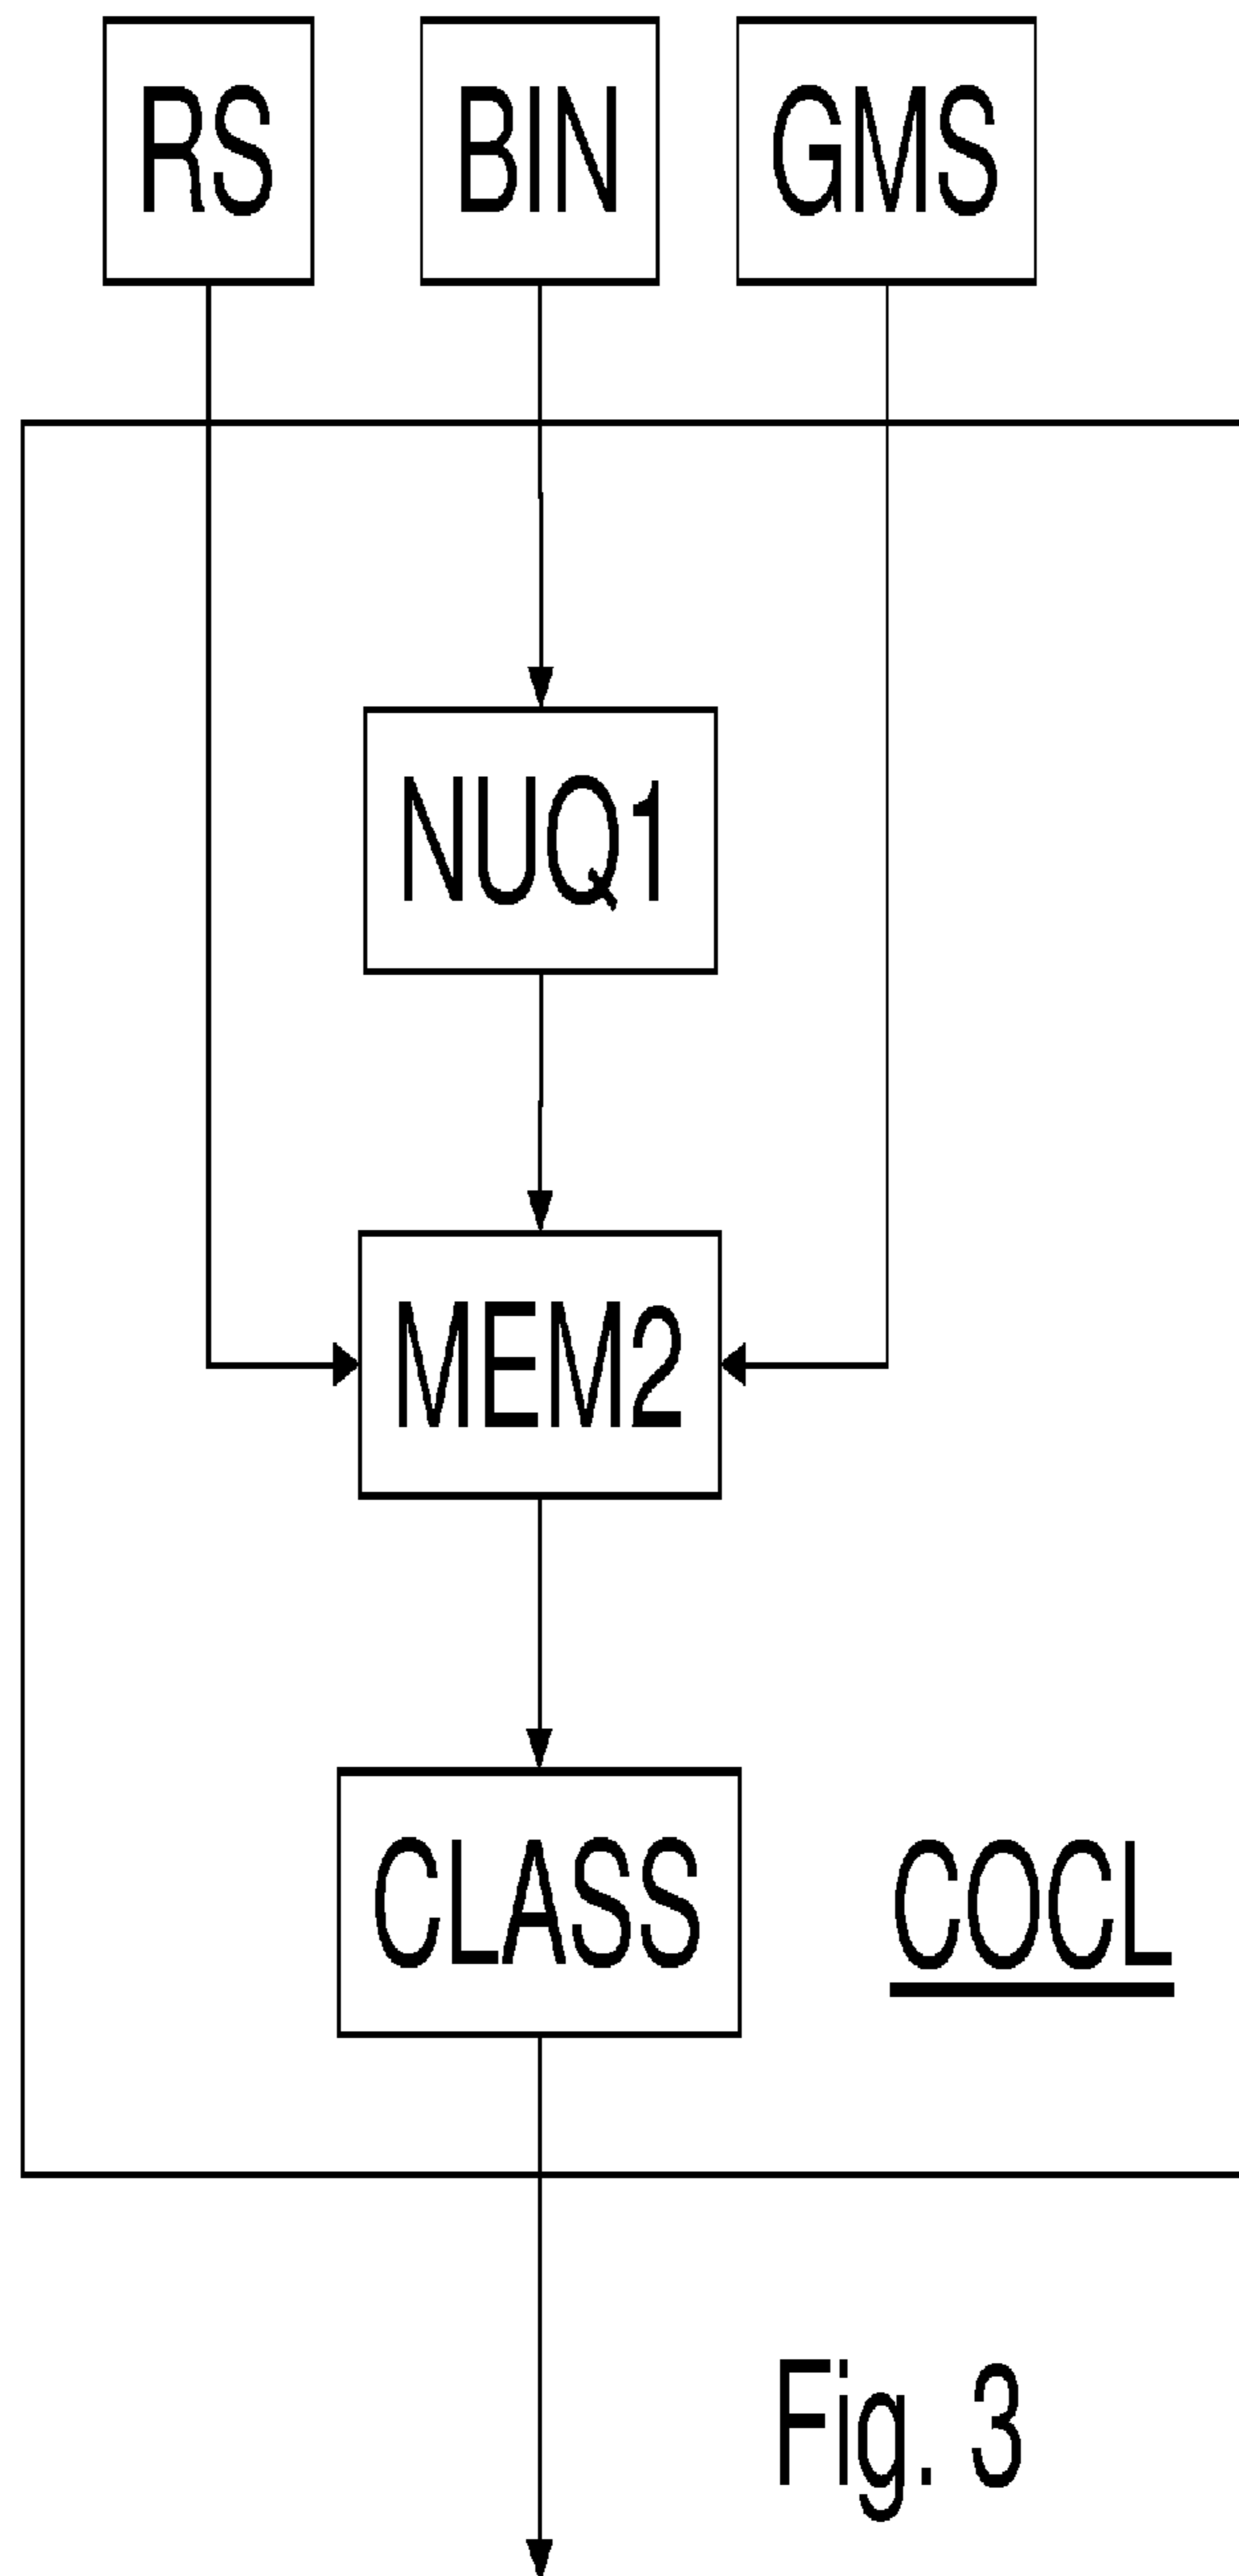 RS BIN GMS
NUQ1
MEM2
CLASS
COCL
Fig. 3